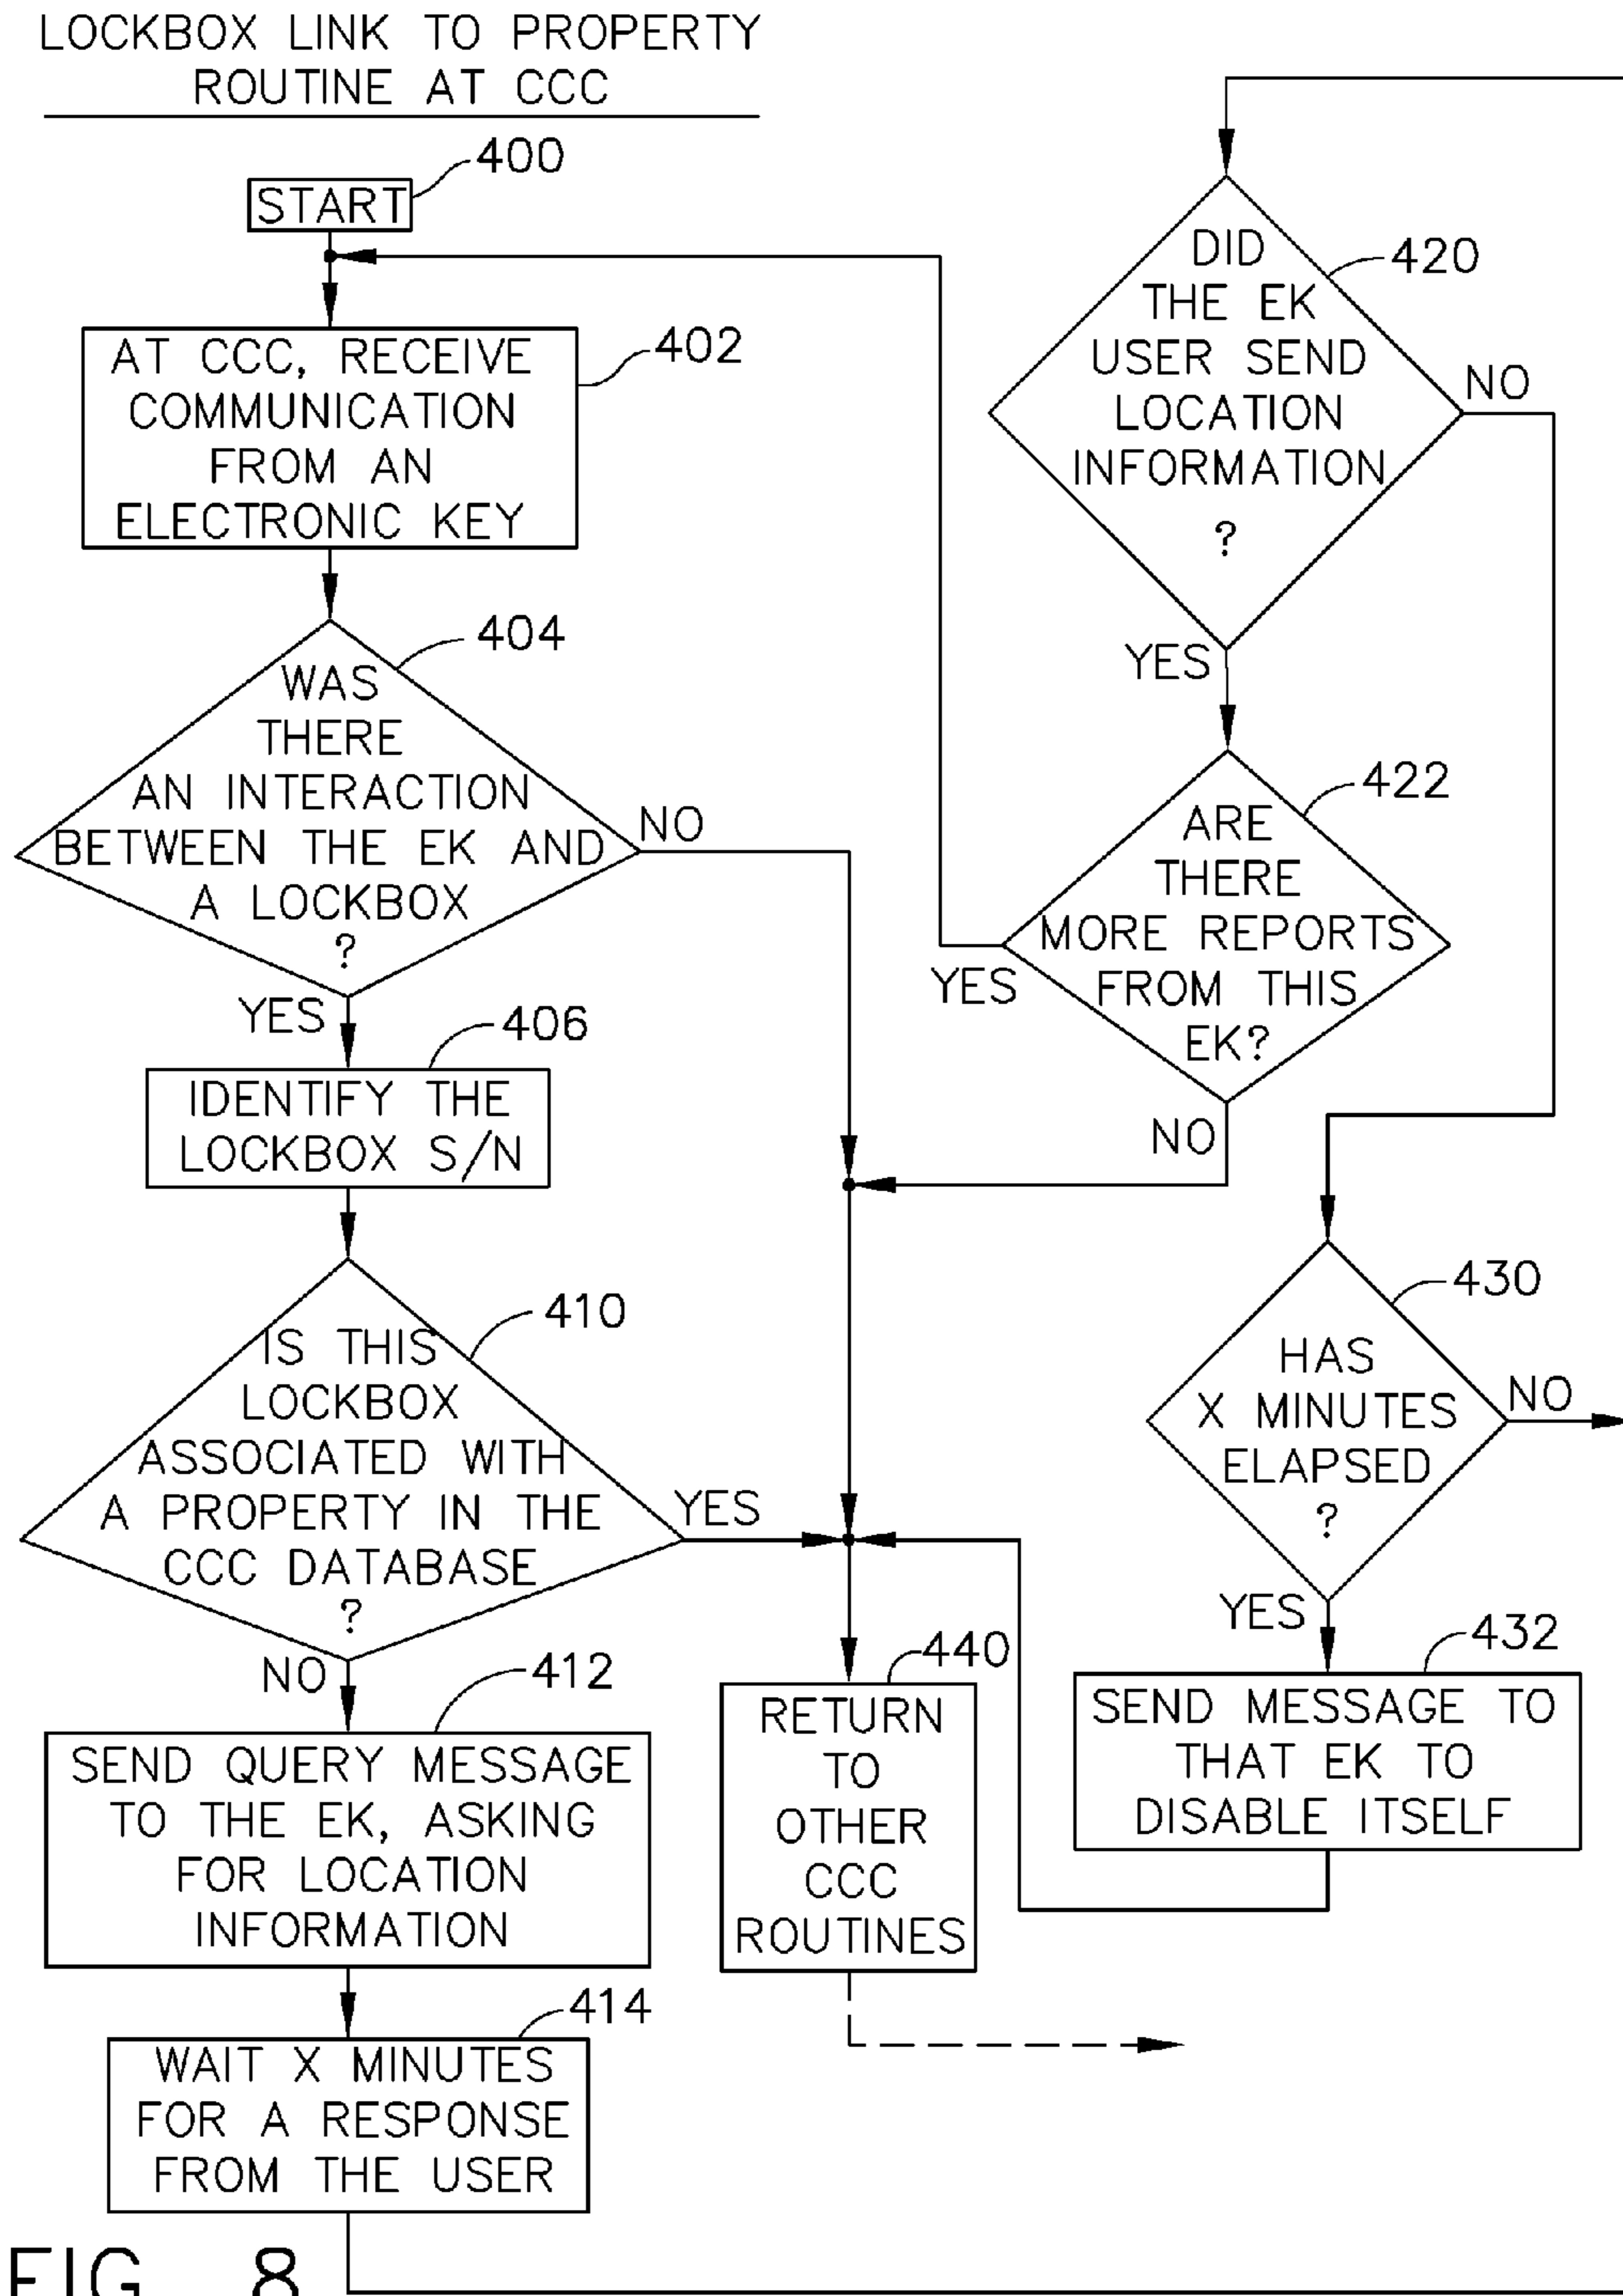 LOCKBOX LINK TO PROPERTY
ROUTINE AT CCC
400
START
402
AT CCC, RECEIVE
COMMUNICATION
FROM AN
ELECTRONIC KEY
404
WAS
THERE
AN INTERACTION
BETWEEN THE EK AND
A LOCKBOX
?
NO
YES
406
IDENTIFY THE
LOCKBOX S/N
410
IS THIS
LOCKBOX
ASSOCIATED WITH
A PROPERTY IN THE
CCC DATABASE
?
YES
NO
412
SEND QUERY MESSAGE
TO THE EK, ASKING
FOR LOCATION
INFORMATION
414
WAIT X MINUTES
FOR A RESPONSE
FROM THE USER
420
DID
THE EK
USER SEND
LOCATION
INFORMATION
?
NO
YES
422
ARE
THERE
MORE REPORTS
FROM THIS
EK?
YES
NO
430
HAS
X MINUTES
ELAPSED
?
NO
YES
432
SEND MESSAGE TO
THAT EK TO
DISABLE ITSELF
440
RETURN
TO
OTHER
CCC
ROUTINES
FIG. 8